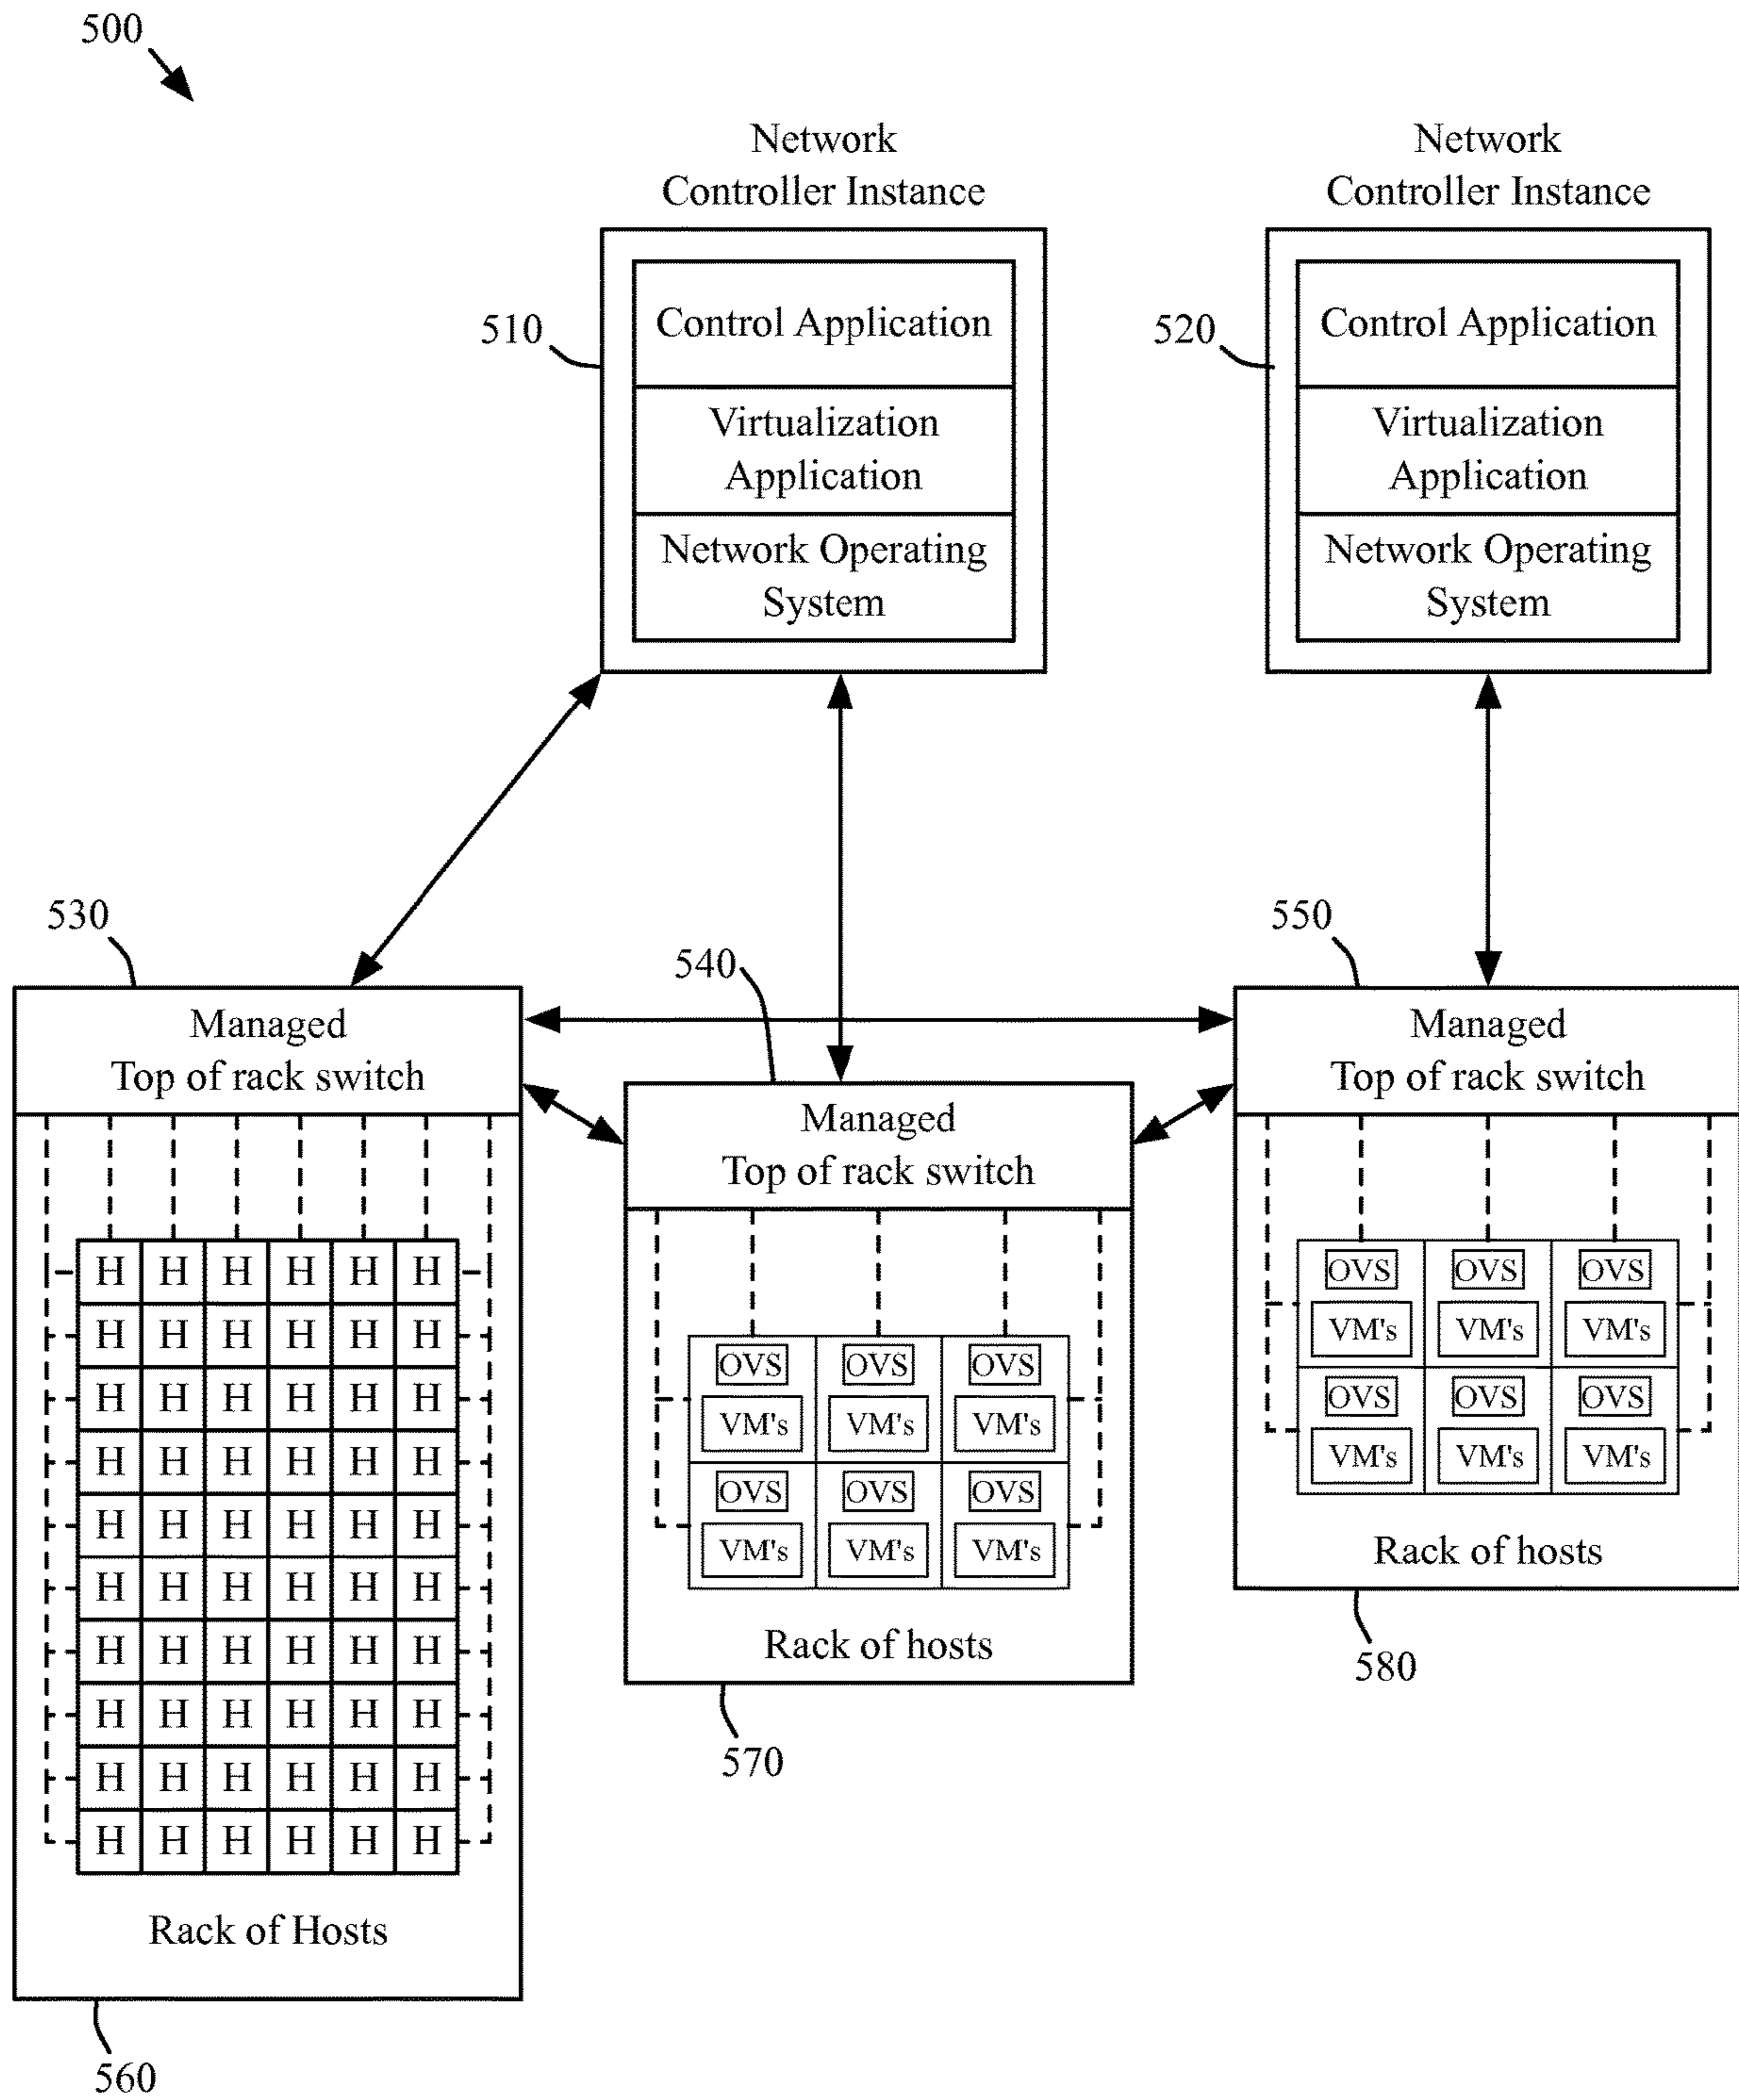 500
Network
Controller Instance
Network
Controller Instance
510
Control Application
Virtualization
Application
Network Operating
System
520
Control Application
Virtualization
Application
Network Operating
System
530
Managed
Top of rack switch
540
Managed
Top of rack switch
550
Managed
Top of rack switch
H H H H H H
H H H H H H
H H H H H H
H H H H H H
H H H H H H
H H H H H H
H H H H H H
H H H H H H
H H H H H H
H H H H H H
Rack of Hosts
560
OVS OVS OVS
VM's VM's VM's
OVS OVS OVS
VM's VM's VM's
Rack of hosts
570
OVS OVS OVS
VM's VM's VM's
OVS OVS OVS
VM's VM's VM's
Rack of hosts
580